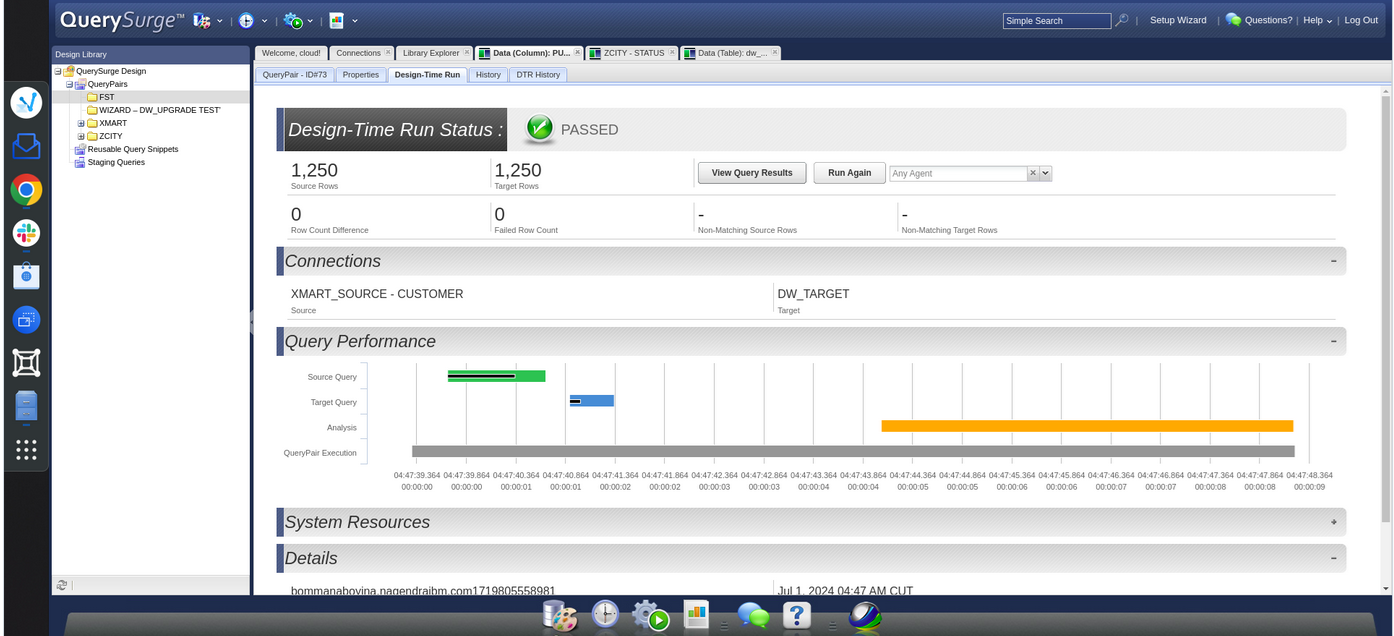 QuerySurge™
Simple Search
Setup Wizard
Questions?
Help
Log Out
Design Library
QuerySurge Design
QueryPairs
FST
WIZARD – DW_UPGRADE TEST'
XMART
ZCITY
Reusable Query Snippets
Staging Queries
Welcome, cloud!
Connections
Library Explorer
Data (Column): PU...
ZCITY - STATUS
Data (Table): dw_...
QueryPair - ID#73
Properties
Design-Time Run
History
DTR History
Design-Time Run Status :
PASSED
1,250
Source Rows
1,250
Target Rows
View Query Results
Run Again
Any Agent
0
Row Count Difference
0
Failed Row Count
-
Non-Matching Source Rows
-
Non-Matching Target Rows
Connections
XMART_SOURCE - CUSTOMER
Source
DW_TARGET
Target
Query Performance
Source Query
Target Query
Analysis
QueryPair Execution
04:47:39.364 04:47:39.864 04:47:40.364 04:47:40.864 04:47:41.364 04:47:41.864 04:47:42.364 04:47:42.864 04:47:43.364 04:47:43.864 04:47:44.364 04:47:44.864 04:47:45.364 04:47:45.864 04:47:46.364 04:47:46.864 04:47:47.364 04:47:47.864 04:47:48.364
00:00:00 00:00:00 00:00:01 00:00:01 00:00:02 00:00:02 00:00:03 00:00:03 00:00:04 00:00:04 00:00:05 00:00:05 00:00:06 00:00:06 00:00:07 00:00:07 00:00:08 00:00:08 00:00:09
System Resources
Details
bommanaboyina.nagendraibm.com1719805558981
Jul 1, 2024 04:47 AM CUT